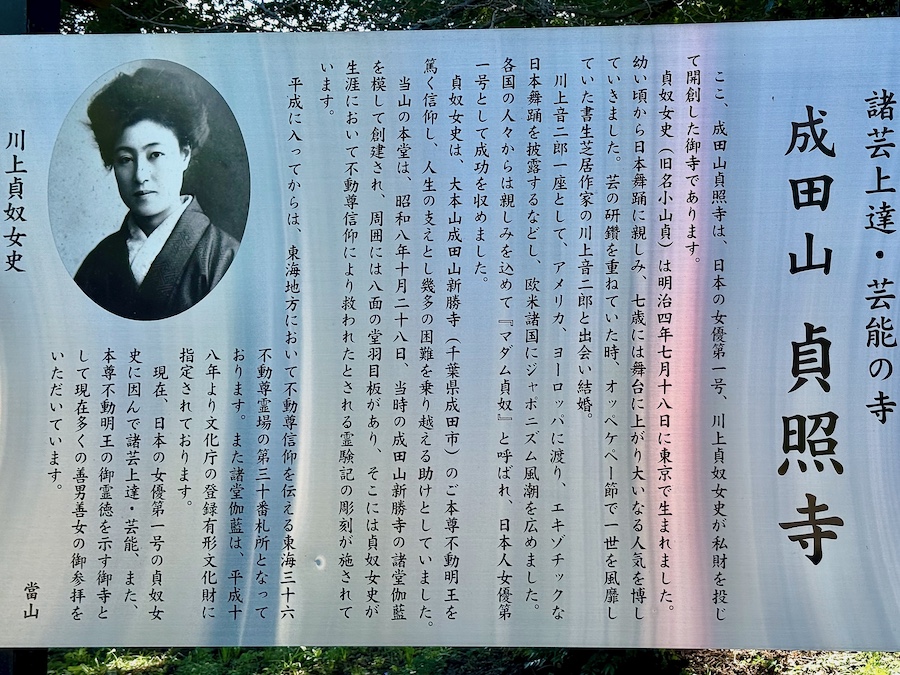 諸芸上達・芸能の寺
成田山 貞照寺
ここ、成田山貞照寺は、日本の女優第一号、川上貞奴女史が私財を投じ
て開創した御寺であります。
貞奴女史（旧名小山貞）は明治四年七月十八日に東京で生まれました。
幼い頃から日本舞踊に親しみ、七歳には舞台に上がり大いなる人気を博し
ていきました。芸の研鑽を重ねていた時、オッペケペー節で一世を風靡し
ていた書生芝居作家の川上音二郎と出会い結婚。
川上音二郎一座として、アメリカ、ヨーロッパに渡り、エキゾチックな
日本舞踊を披露するなどし、欧米諸国にジャポニズム風潮を広めました。
各国の人々からは親しみを込めて『マダム貞奴』と呼ばれ、日本人女優第
一号として成功を収めました。
貞奴女史は、大本山成田山新勝寺（千葉県成田市）のご本尊不動明王を
篤く信仰し、人生の支えとし幾多の困難を乗り越える助けとしていました。
当山の本堂は、昭和八年十月二十八日、当時の成田山新勝寺の諸堂伽藍
を模して創建され、周囲には八面の堂羽目板があり、そこには貞奴女史が
生涯において不動尊信仰により救われたとされる霊験記の彫刻が施されて
います。
平成に入ってからは、東海地方において不動尊信仰を伝える東海三十六
不動尊霊場の第三十番札所となって
おります。また諸堂伽藍は、平成十
八年より文化庁の登録有形文化財に
指定されております。
現在、日本の女優第一号の貞奴女
史に因んで諸芸上達・芸能、また、
本尊不動明王の御霊徳を示す御寺と
して現在多くの善男善女の御参拝を
いただいています。
當山
川上貞奴女史